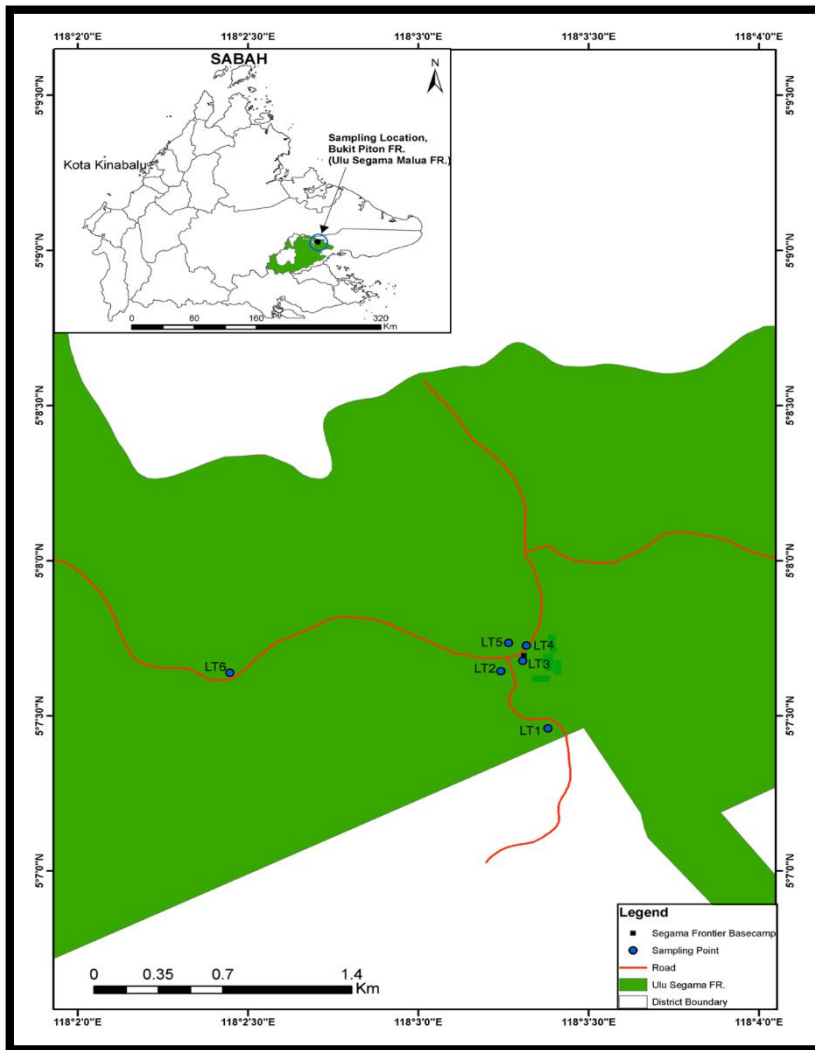 118°2'0"E 118°2'30"E 118°3'0"E 118°3'30"E 118°4'0"E
SABAH
N
Sampling Location,
Bukit Piton FR.
(Ulu Segama Malua FR.)
Kota Kinabalu
0 80 160 320
Km
5°9'30"N 5°9'30"N
5°9'0"N 5°9'0"N
5°8'30"N 5°8'30"N
5°8'0"N 5°8'0"N
LT5 LT4
LT6 LT2 LT3
5°7'30"N 5°7'30"N
LT1
5°7'0"N 5°7'0"N
Legend
Segama Frontier Basecamp
Sampling Point
Road
Ulu Segama FR.
District Boundary
0 0.35 0.7 1.4
Km
118°2'0"E 118°2'30"E 118°3'0"E 118°3'30"E 118°4'0"E